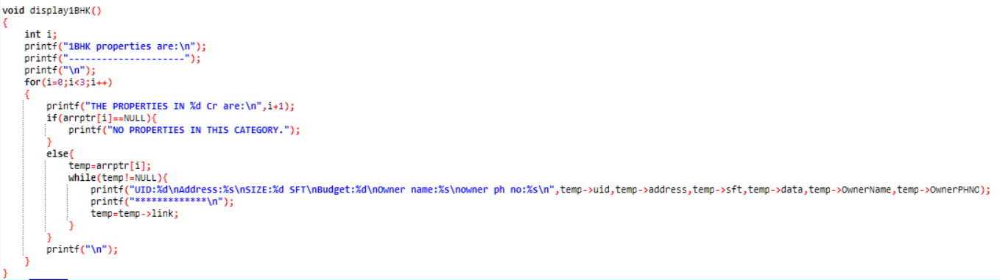 void display1BHK()
{
    int i;
    printf("1BHK properties are:\n");
    printf("---------------------");
    printf("\n");
    for(i=0;i<3;i++)
    {
        printf("THE PROPERTIES IN %d Cr are:\n",i+1);
        if(arrptr[i]==NULL){
            printf("NO PROPERTIES IN THIS CATEGORY.");
        }
        else{
            temp=arrptr[i];
            while(temp!=NULL){
                printf("UID:%d\nAddress:%s\nSIZE:%d SFT\nBudget:%d\nOwner name:%s\nowner ph no:%s\n",temp->uid,temp->address,temp->sft,temp->data,temp->OwnerName,temp->OwnerPHNO);
                printf("*************\n");
                temp=temp->link;
            }
        }
        printf("\n");
    }
}